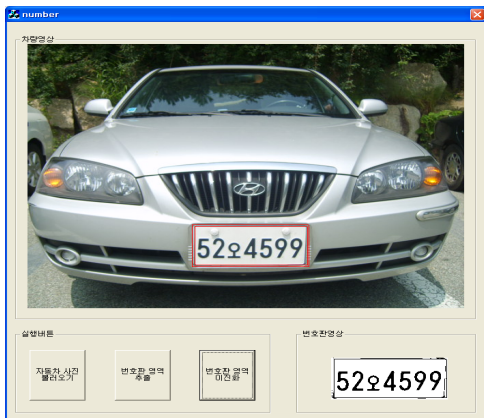 number
차량영상
52오4599
실행버튼
자동차 사진
불러오기
번호판 영역
추출
번호판 영역
이진화
번호판영상
52오4599